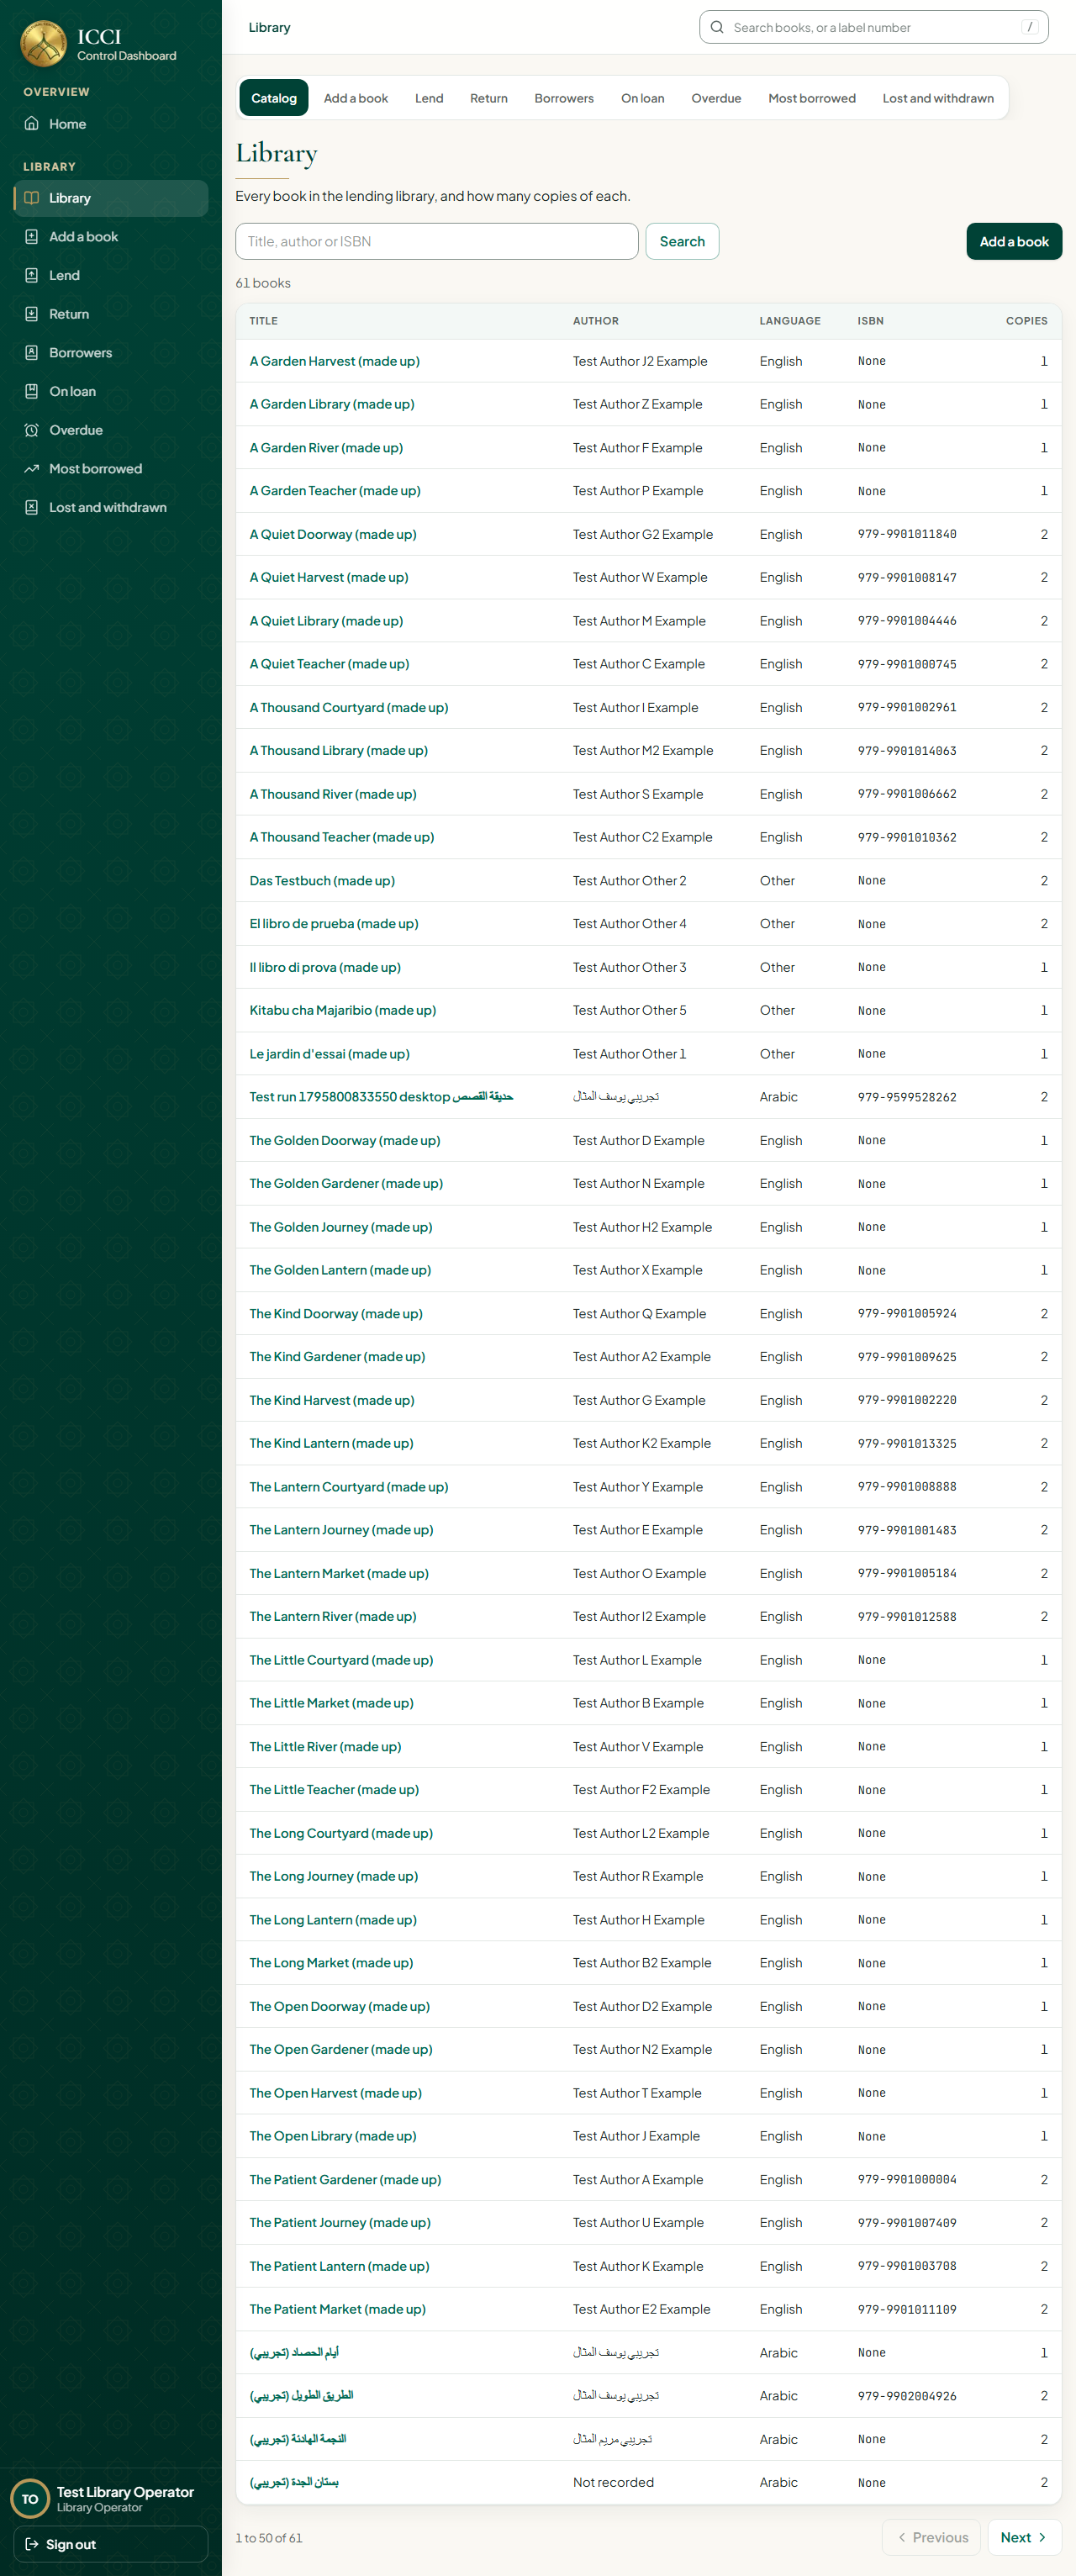 ICCI
Control Dashboard
OVERVIEW
Home
LIBRARY
Library
Add a book
Lend
Return
Borrowers
On loan
Overdue
Most borrowed
Lost and withdrawn
TO
Test Library Operator
Library Operator
Sign out
Library
Search books, or a label number /
Catalog Add a book Lend Return Borrowers On loan Overdue Most borrowed Lost and withdrawn
Library
Every book in the lending library, and how many copies of each.
Title, author or ISBN Search Add a book
61 books
TITLE AUTHOR LANGUAGE ISBN COPIES
A Garden Harvest (made up) Test Author J2 Example English None 1
A Garden Library (made up) Test Author Z Example English None 1
A Garden River (made up) Test Author F Example English None 1
A Garden Teacher (made up) Test Author P Example English None 1
A Quiet Doorway (made up) Test Author G2 Example English 979-9901011840 2
A Quiet Harvest (made up) Test Author W Example English 979-9901008147 2
A Quiet Library (made up) Test Author M Example English 979-9901004446 2
A Quiet Teacher (made up) Test Author C Example English 979-9901000745 2
A Thousand Courtyard (made up) Test Author I Example English 979-9901002961 2
A Thousand Library (made up) Test Author M2 Example English 979-9901014063 2
A Thousand River (made up) Test Author S Example English 979-9901006662 2
A Thousand Teacher (made up) Test Author C2 Example English 979-9901010362 2
Das Testbuch (made up) Test Author Other 2 Other None 2
El libro de prueba (made up) Test Author Other 4 Other None 2
Il libro di prova (made up) Test Author Other 3 Other None 1
Kitabu cha Majaribio (made up) Test Author Other 5 Other None 1
Le jardin d'essai (made up) Test Author Other 1 Other None 1
Test run 1795800833550 desktop حديقة القصص تجريبي يوسف المثال Arabic 979-9599528262 2
The Golden Doorway (made up) Test Author D Example English None 1
The Golden Gardener (made up) Test Author N Example English None 1
The Golden Journey (made up) Test Author H2 Example English None 1
The Golden Lantern (made up) Test Author X Example English None 1
The Kind Doorway (made up) Test Author Q Example English 979-9901005924 2
The Kind Gardener (made up) Test Author A2 Example English 979-9901009625 2
The Kind Harvest (made up) Test Author G Example English 979-9901002220 2
The Kind Lantern (made up) Test Author K2 Example English 979-9901013325 2
The Lantern Courtyard (made up) Test Author Y Example English 979-9901008888 2
The Lantern Journey (made up) Test Author E Example English 979-9901001483 2
The Lantern Market (made up) Test Author O Example English 979-9901005184 2
The Lantern River (made up) Test Author I2 Example English 979-9901012588 2
The Little Courtyard (made up) Test Author L Example English None 1
The Little Market (made up) Test Author B Example English None 1
The Little River (made up) Test Author V Example English None 1
The Little Teacher (made up) Test Author F2 Example English None 1
The Long Courtyard (made up) Test Author L2 Example English None 1
The Long Journey (made up) Test Author R Example English None 1
The Long Lantern (made up) Test Author H Example English None 1
The Long Market (made up) Test Author B2 Example English None 1
The Open Doorway (made up) Test Author D2 Example English None 1
The Open Gardener (made up) Test Author N2 Example English None 1
The Open Harvest (made up) Test Author T Example English None 1
The Open Library (made up) Test Author J Example English None 1
The Patient Gardener (made up) Test Author A Example English 979-9901000004 2
The Patient Journey (made up) Test Author U Example English 979-9901007409 2
The Patient Lantern (made up) Test Author K Example English 979-9901003708 2
The Patient Market (made up) Test Author E2 Example English 979-9901011109 2
أيام الحصاد (تجريبي) تجريبي يوسف المثال Arabic None 1
الطريق الطويل (تجريبي) تجريبي يوسف المثال Arabic 979-9902004926 2
النجمة الهادئة (تجريبي) تجريبي مريم المثال Arabic None 2
بستان الجدة (تجريبي) Not recorded Arabic None 2
1 to 50 of 61 Previous Next